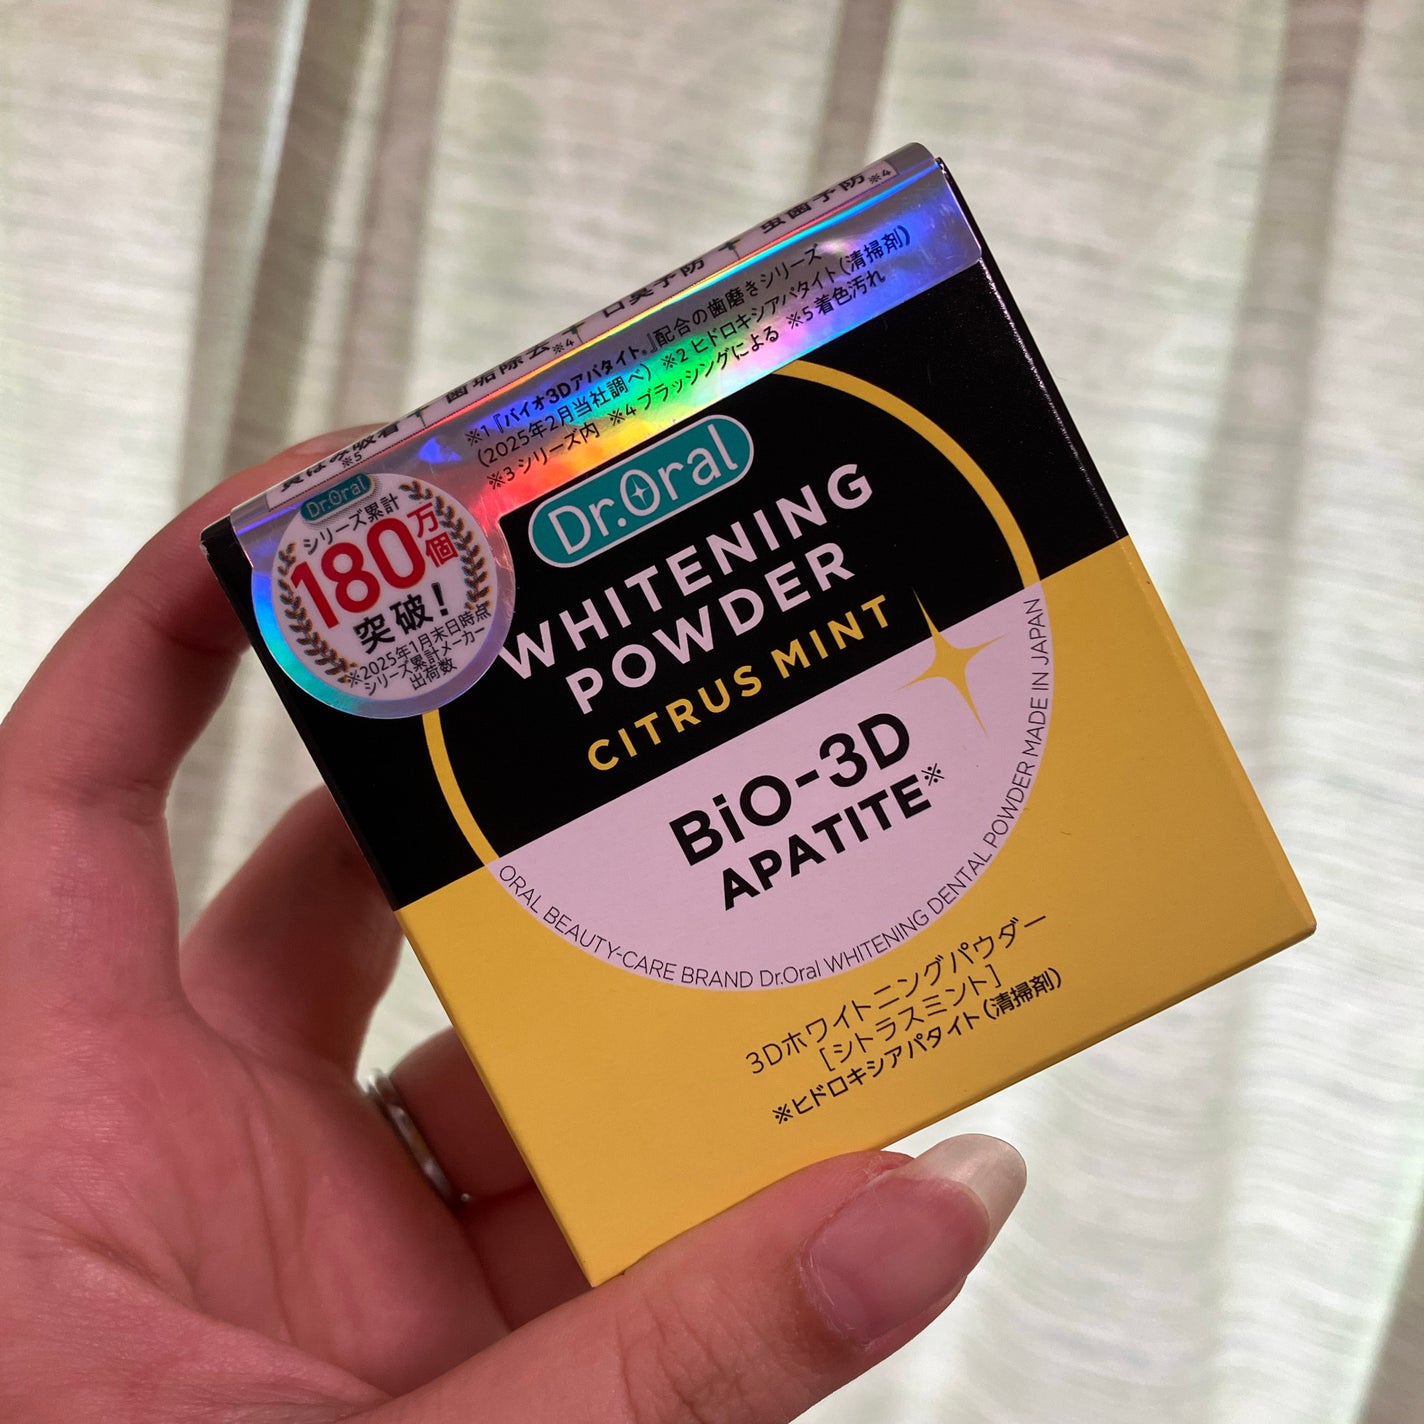 歯垢除去※4
口臭予防
虫歯予防※4
※5
※1『バイオ3Dアパタイト®』配合の歯磨きシリーズ
(2025年2月当社調べ) ※2 ヒドロキシアパタイト(清掃剤)
※3 シリーズ内 ※4 ブラッシングによる ※5 着色汚れ
Dr.Oral
シリーズ累計
180万個
突破!
※2025年1月末日時点
シリーズ累計メーカー
出荷数
Dr.Oral
WHITENING
POWDER
CITRUS MINT
BiO-3D
APATITE※
ORAL BEAUTY-CARE BRAND Dr.Oral WHITENING DENTAL POWDER MADE IN JAPAN
3Dホワイトニングパウダー
[シトラスミント]
※ヒドロキシアパタイト(清掃剤)